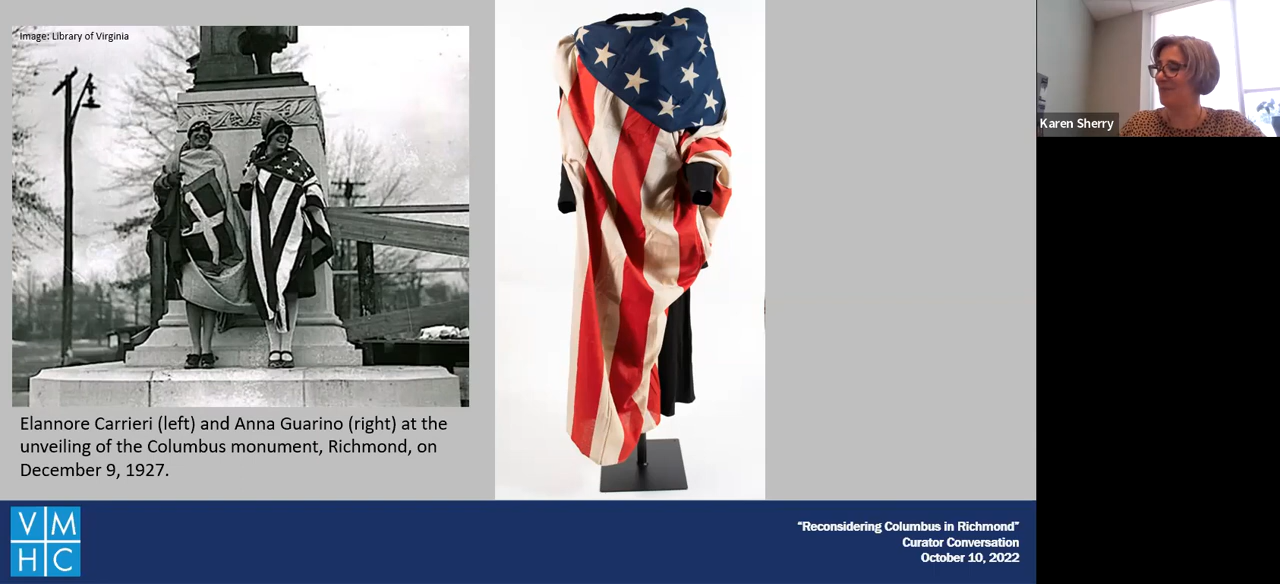 Image: Library of Virginia
Karen Sherry
Elannore Carrieri (left) and Anna Guarino (right) at the
unveiling of the Columbus monument, Richmond, on
December 9, 1927.
V M
H C
“Reconsidering Columbus in Richmond”
Curator Conversation
October 10, 2022